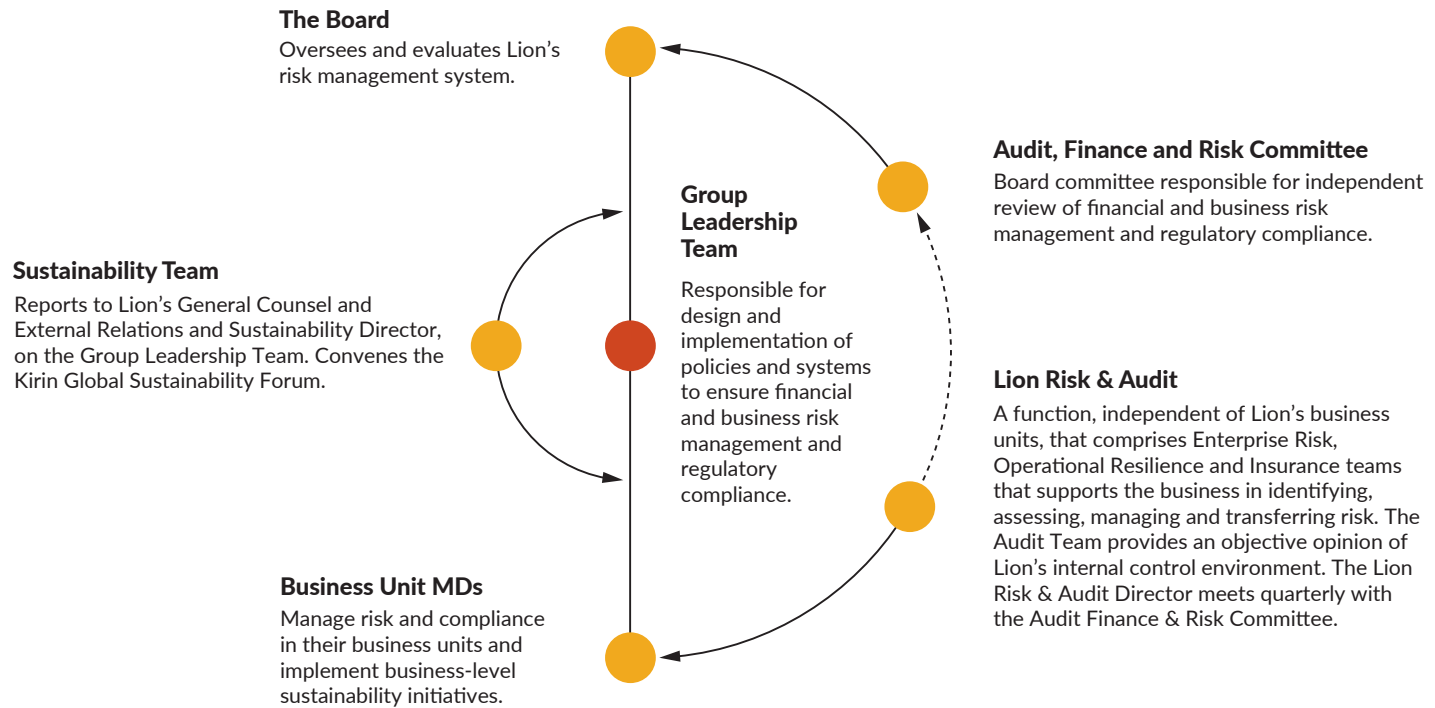 The Board
Oversees and evaluates Lion’s
risk management system.
Audit, Finance and Risk Committee
Board committee responsible for independent
review of financial and business risk
management and regulatory compliance.
Group
Leadership
Team
Responsible for
design and
implementation of
policies and systems
to ensure financial
and business risk
management and
regulatory
compliance.
Sustainability Team
Reports to Lion’s General Counsel and
External Relations and Sustainability Director,
on the Group Leadership Team. Convenes the
Kirin Global Sustainability Forum.
Lion Risk & Audit
A function, independent of Lion’s business
units, that comprises Enterprise Risk,
Operational Resilience and Insurance teams
that supports the business in identifying,
assessing, managing and transferring risk. The
Audit Team provides an objective opinion of
Lion’s internal control environment. The Lion
Risk & Audit Director meets quarterly with
the Audit Finance & Risk Committee.
Business Unit MDs
Manage risk and compliance
in their business units and
implement business-level
sustainability initiatives.